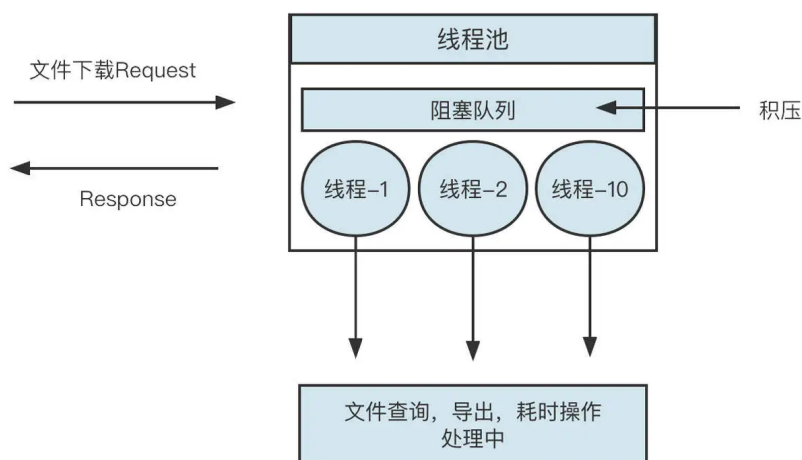 线程池
文件下载Request
阻塞队列
积压
线程-1
线程-2
线程-10
Response
文件查询，导出，耗时操作
处理中